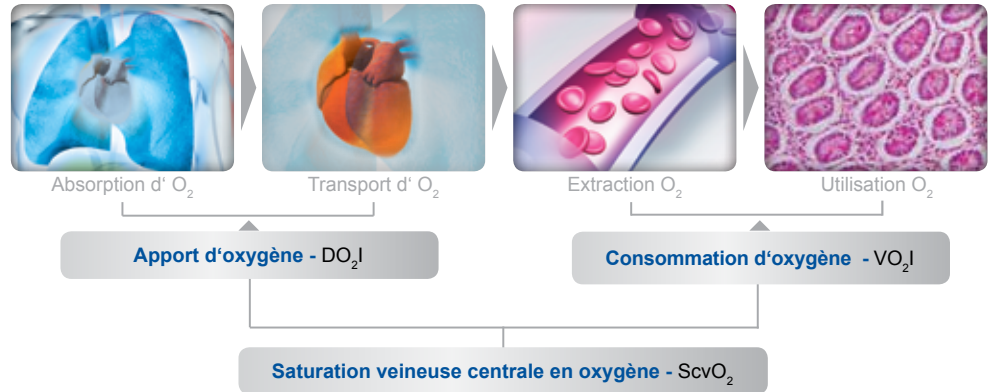 Absorption d‘ O₂
Transport d‘ O₂
Extraction O₂
Utilisation O₂
Apport d‘oxygène - DO₂I
Consommation d‘oxygène - VO₂I
Saturation veineuse centrale en oxygène - ScvO₂